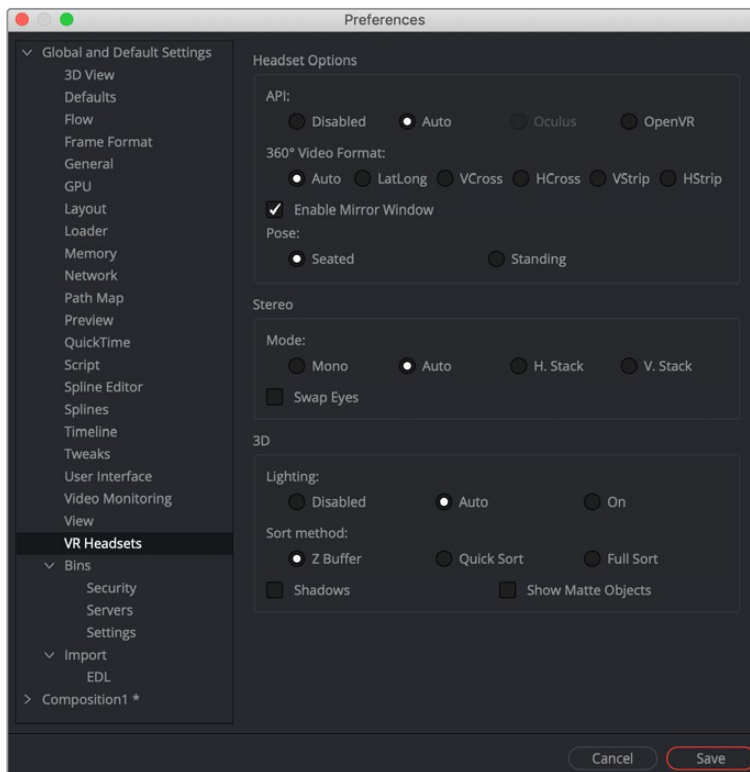 Preferences
Global and Default Settings
3D View
Defaults
Flow
Frame Format
General
GPU
Layout
Loader
Memory
Network
Path Map
Preview
QuickTime
Script
Spline Editor
Splines
Timeline
Tweaks
User Interface
Video Monitoring
View
VR Headsets
Bins
Security
Servers
Settings
Import
EDL
Composition1 *
Headset Options
API:
Disabled Auto Oculus OpenVR
360° Video Format:
Auto LatLong VCross HCross VStrip HStrip
Enable Mirror Window
Pose:
Seated Standing
Stereo
Mode:
Mono Auto H. Stack V. Stack
Swap Eyes
3D
Lighting:
Disabled Auto On
Sort method:
Z Buffer Quick Sort Full Sort
Shadows Show Matte Objects
Cancel Save